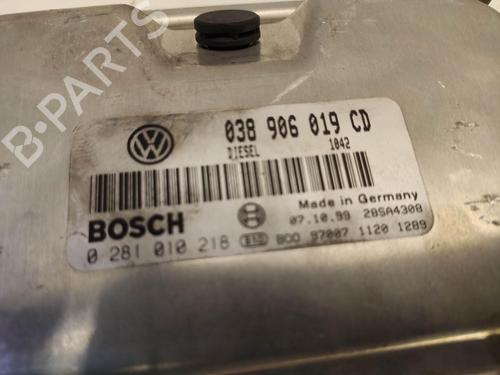 038 906 019 CD
DIESEL 1042
Made in Germany
BOSCH 07.10.99 28SA4308
0 281 010 218 BCO 97007 1120 1289
B-PARTS